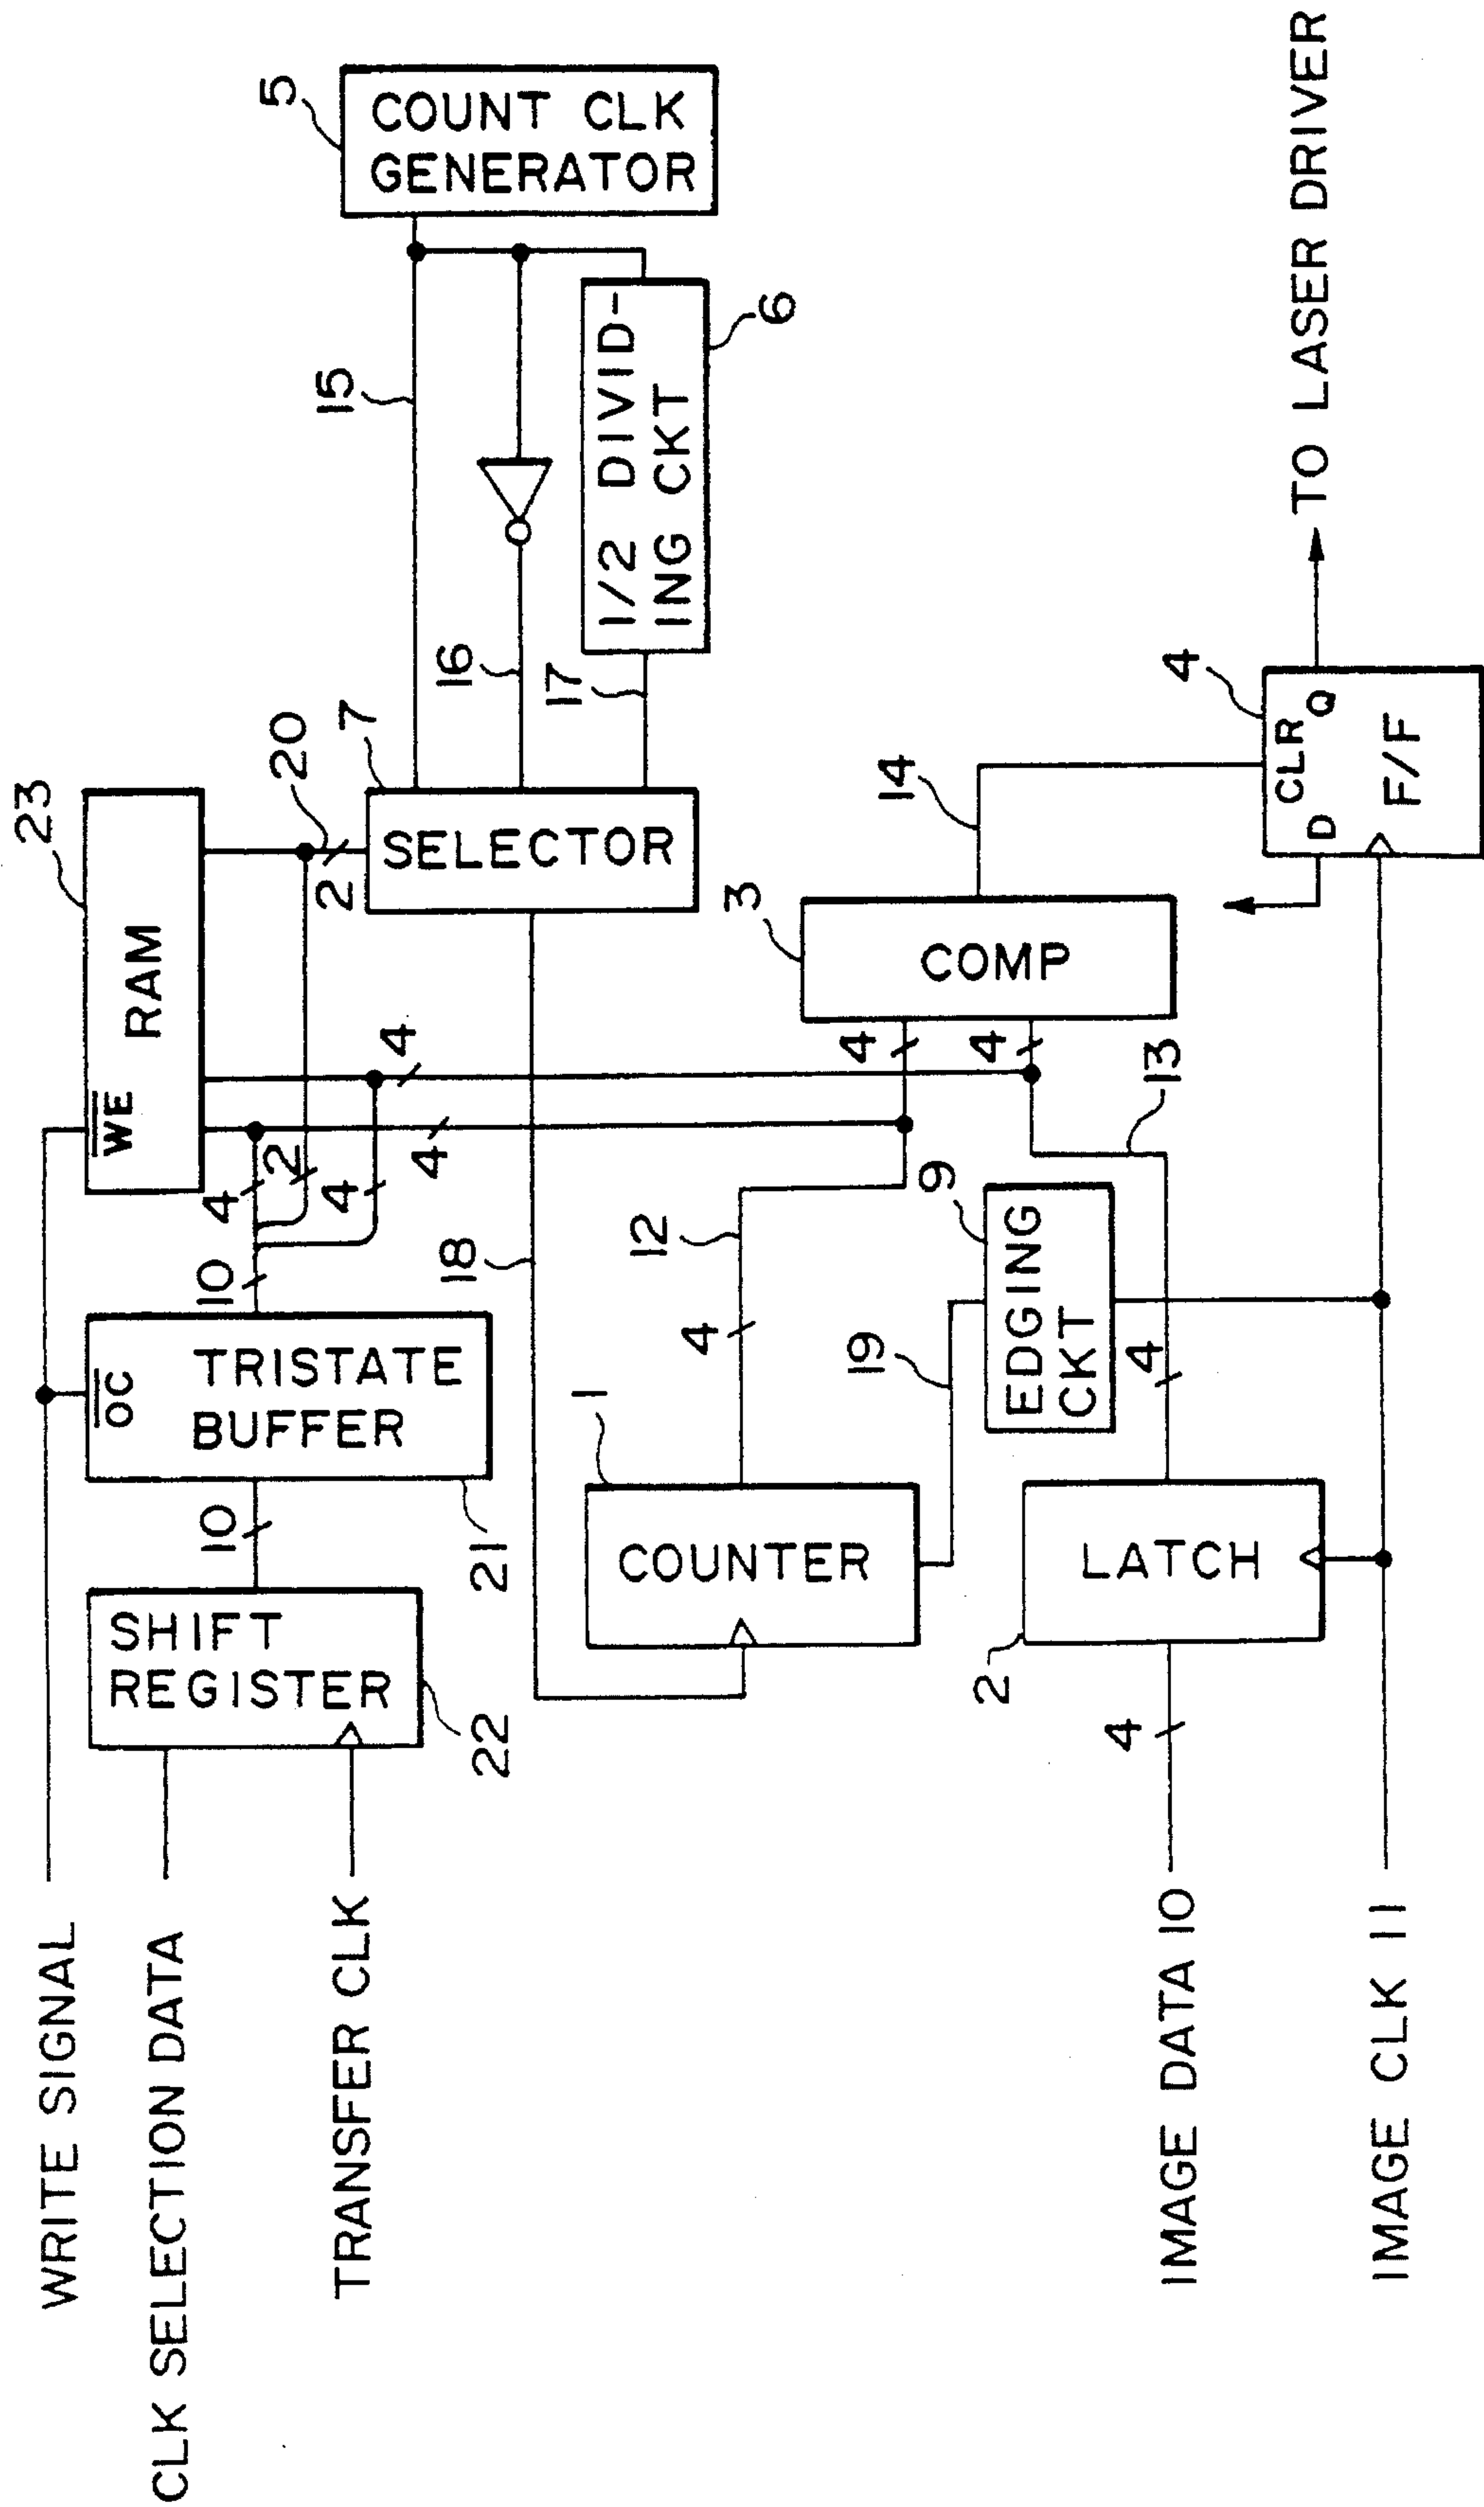 WRITE SIGNAL
CLK SELECTION DATA
TRANSFER CLK
SHIFT
REGISTER
22
10
OC
TRISTATE
BUFFER
21
10
4
2
4
WE
RAM
23
4
4
20
2
7
SELECTOR
15
16
17
5
COUNT CLK
GENERATOR
1/2 DIVID-
ING CKT
6
18
1
COUNTER
12
4
19
9
EDGING
CKT
4
4
3
COMP
13
14
4
CLR
D
Q
F/F
TO LASER DRIVER
2
LATCH
4
4
IMAGE DATA 10
IMAGE CLK 11